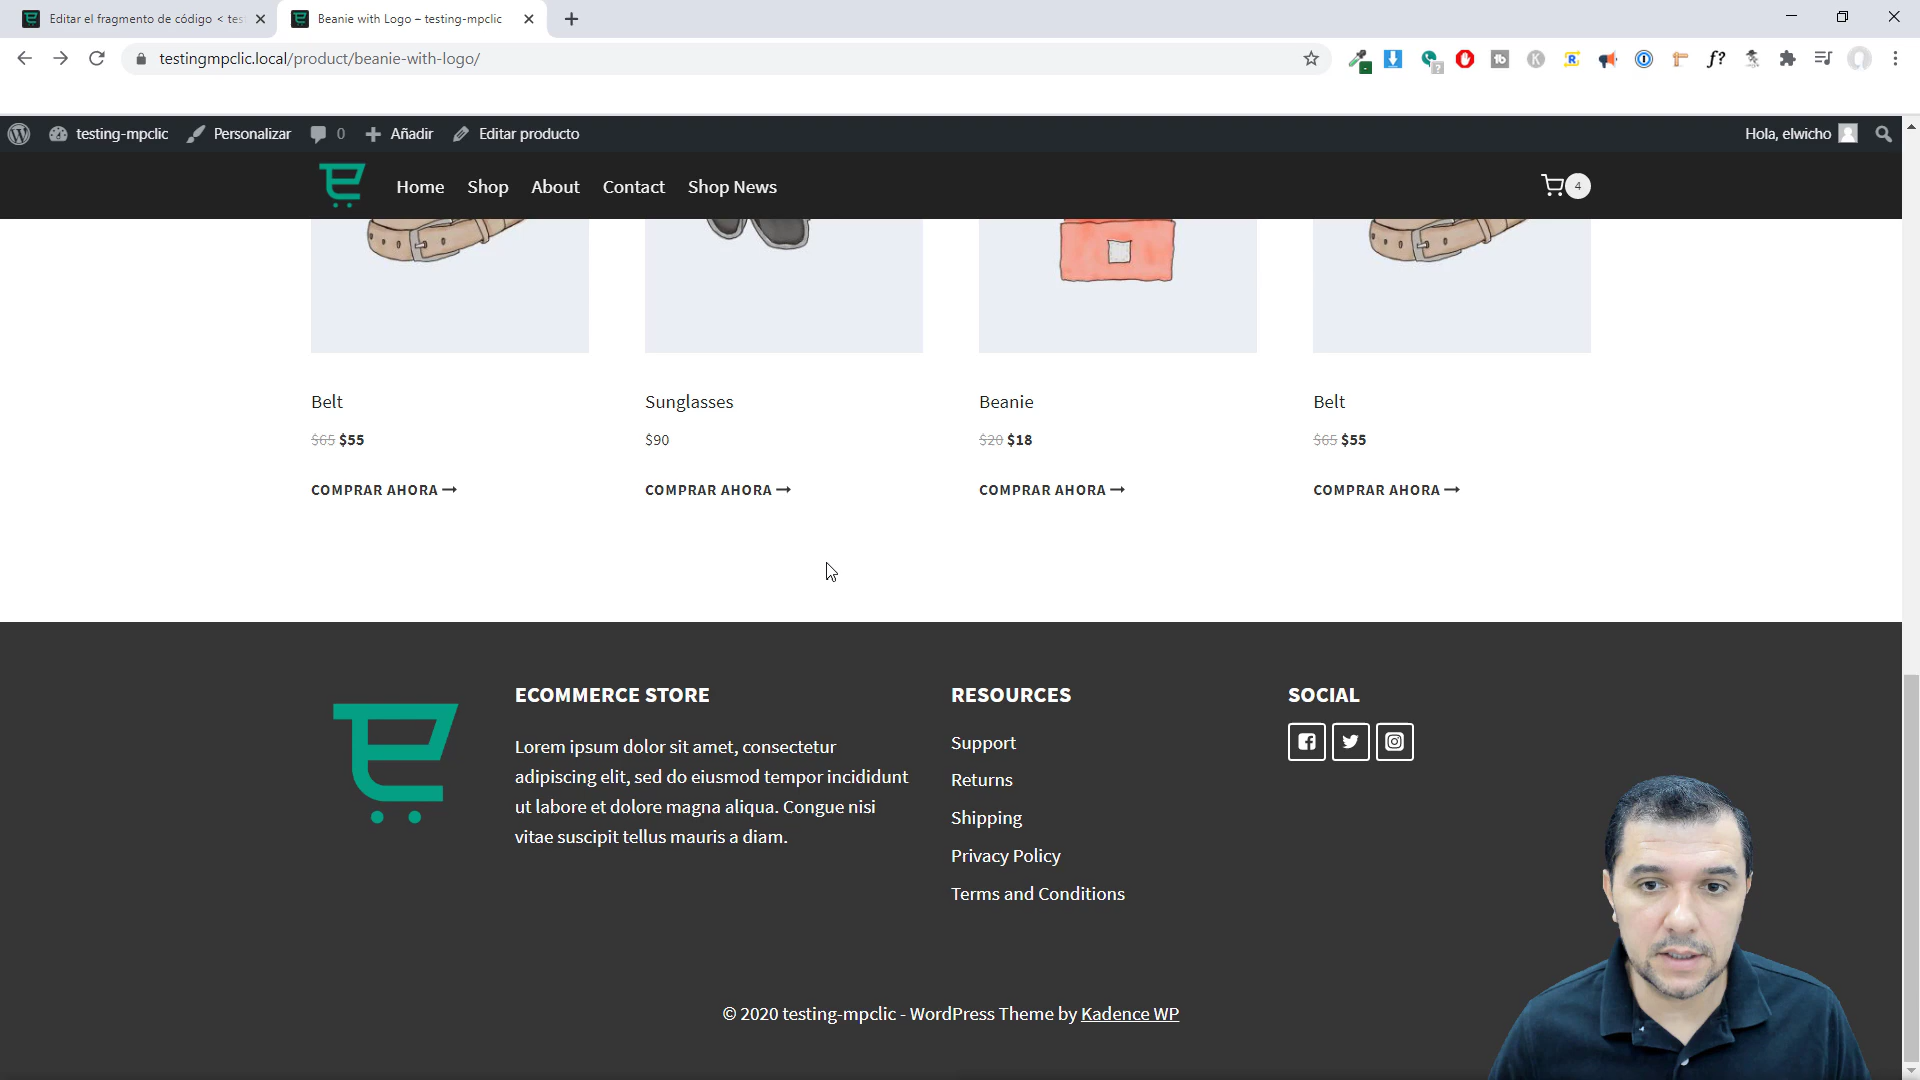 Editar el fragmento de código < tes
Beanie with Logo – testing-mpclic
testingmpclic.local/product/beanie-with-logo/
testing-mpclic
Personalizar
0
Añadir
Editar producto
Hola, elwicho
Home
Shop
About
Contact
Shop News
4
Belt
Sunglasses
Beanie
Belt
$65 $55
$90
$20 $18
$65 $55
COMPRAR AHORA
COMPRAR AHORA
COMPRAR AHORA
COMPRAR AHORA
ECOMMERCE STORE
Lorem ipsum dolor sit amet, consectetur
adipiscing elit, sed do eiusmod tempor incididunt
ut labore et dolore magna aliqua. Congue nisi
vitae suscipit tellus mauris a diam.
RESOURCES
Support
Returns
Shipping
Privacy Policy
Terms and Conditions
SOCIAL
© 2020 testing-mpclic - WordPress Theme by Kadence WP